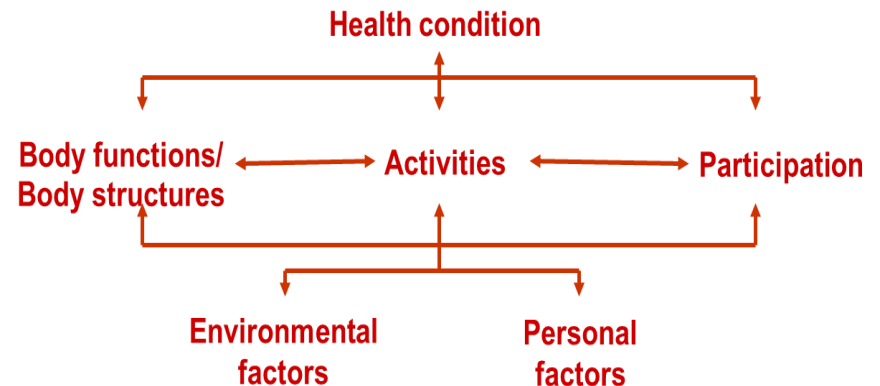 Health condition
Body functions/
Body structures
Activities
Participation
Environmental
factors
Personal
factors